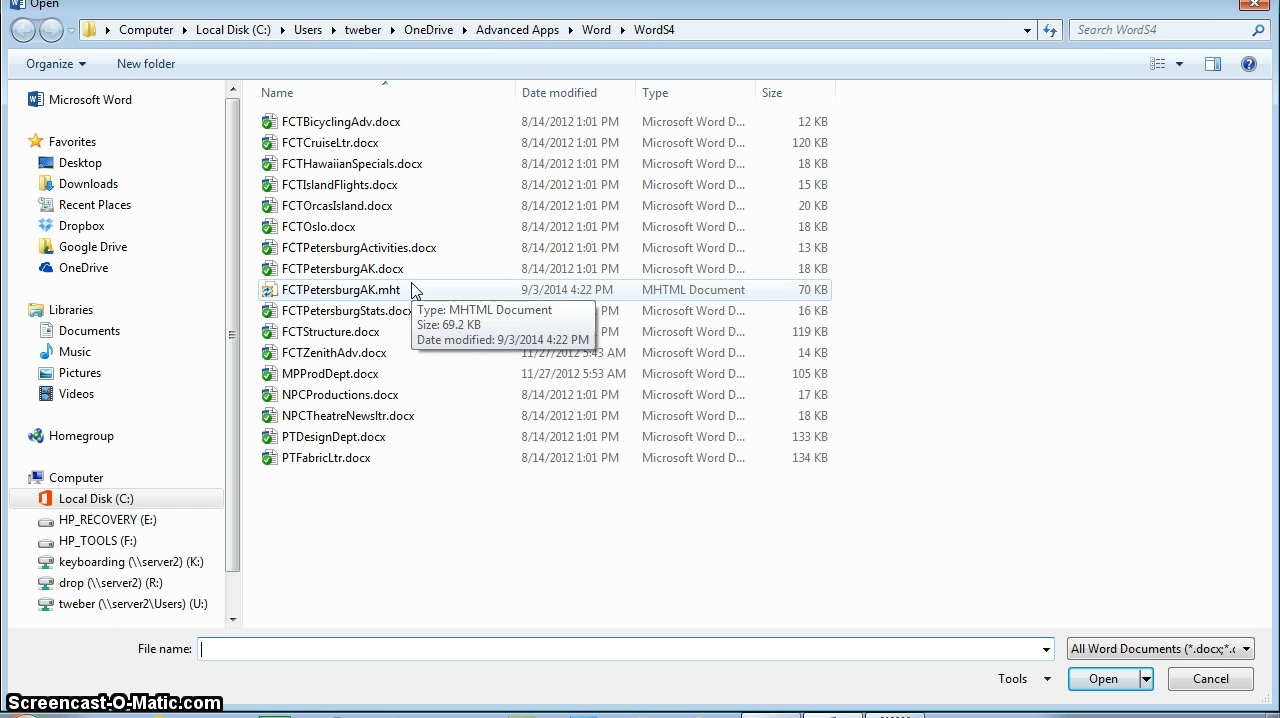 Open
Computer Local Disk (C:) Users tweber OneDrive Advanced Apps Word WordS4 Search WordS4
Organize New folder
Microsoft Word
Favorites
Desktop
Downloads
Recent Places
Dropbox
Google Drive
OneDrive
Libraries
Documents
Music
Pictures
Videos
Homegroup
Computer
Local Disk (C:)
HP_RECOVERY (E:)
HP_TOOLS (F:)
keyboarding (\\server2) (K:)
drop (\\server2) (R:)
tweber (\\server2\Users) (U:)
Name Date modified Type Size
FCTBicyclingAdv.docx 8/14/2012 1:01 PM Microsoft Word D... 12 KB
FCTCruiseLtr.docx 8/14/2012 1:01 PM Microsoft Word D... 120 KB
FCTHawaiianSpecials.docx 8/14/2012 1:01 PM Microsoft Word D... 18 KB
FCTIslandFlights.docx 8/14/2012 1:01 PM Microsoft Word D... 15 KB
FCTOrcasIsland.docx 8/14/2012 1:01 PM Microsoft Word D... 20 KB
FCTOslo.docx 8/14/2012 1:01 PM Microsoft Word D... 18 KB
FCTPetersburgActivities.docx 8/14/2012 1:01 PM Microsoft Word D... 13 KB
FCTPetersburgAK.docx 8/14/2012 1:01 PM Microsoft Word D... 18 KB
FCTPetersburgAK.mht 9/3/2014 4:22 PM MHTML Document 70 KB
FCTPetersburgStats.docx PM Microsoft Word D... 16 KB
FCTStructure.docx PM Microsoft Word D... 119 KB
FCTZenithAdv.docx 11/27/2012 5:43 AM Microsoft Word D... 14 KB
MPProdDept.docx 11/27/2012 5:53 AM Microsoft Word D... 105 KB
NPCProductions.docx 8/14/2012 1:01 PM Microsoft Word D... 17 KB
NPCTheatreNewsltr.docx 8/14/2012 1:01 PM Microsoft Word D... 18 KB
PTDesignDept.docx 8/14/2012 1:01 PM Microsoft Word D... 133 KB
PTFabricLtr.docx 8/14/2012 1:01 PM Microsoft Word D... 134 KB
Type: MHTML Document
Size: 69.2 KB
Date modified: 9/3/2014 4:22 PM
File name: All Word Documents (*.docx;*.
Tools Open Cancel
Screencast-O-Matic.com